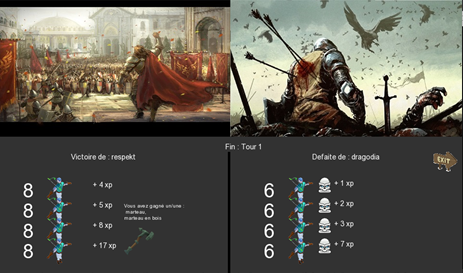 Fin : Tour 1
Victoire de : respekt
Defaite de : dragodia
EXIT
8 + 4 xp
8 + 5 xp
8 + 8 xp
8 + 17 xp
Vous avez gagné un/une :
marteau,
marteau en bois
6 + 1 xp
6 + 2 xp
6 + 3 xp
6 + 7 xp